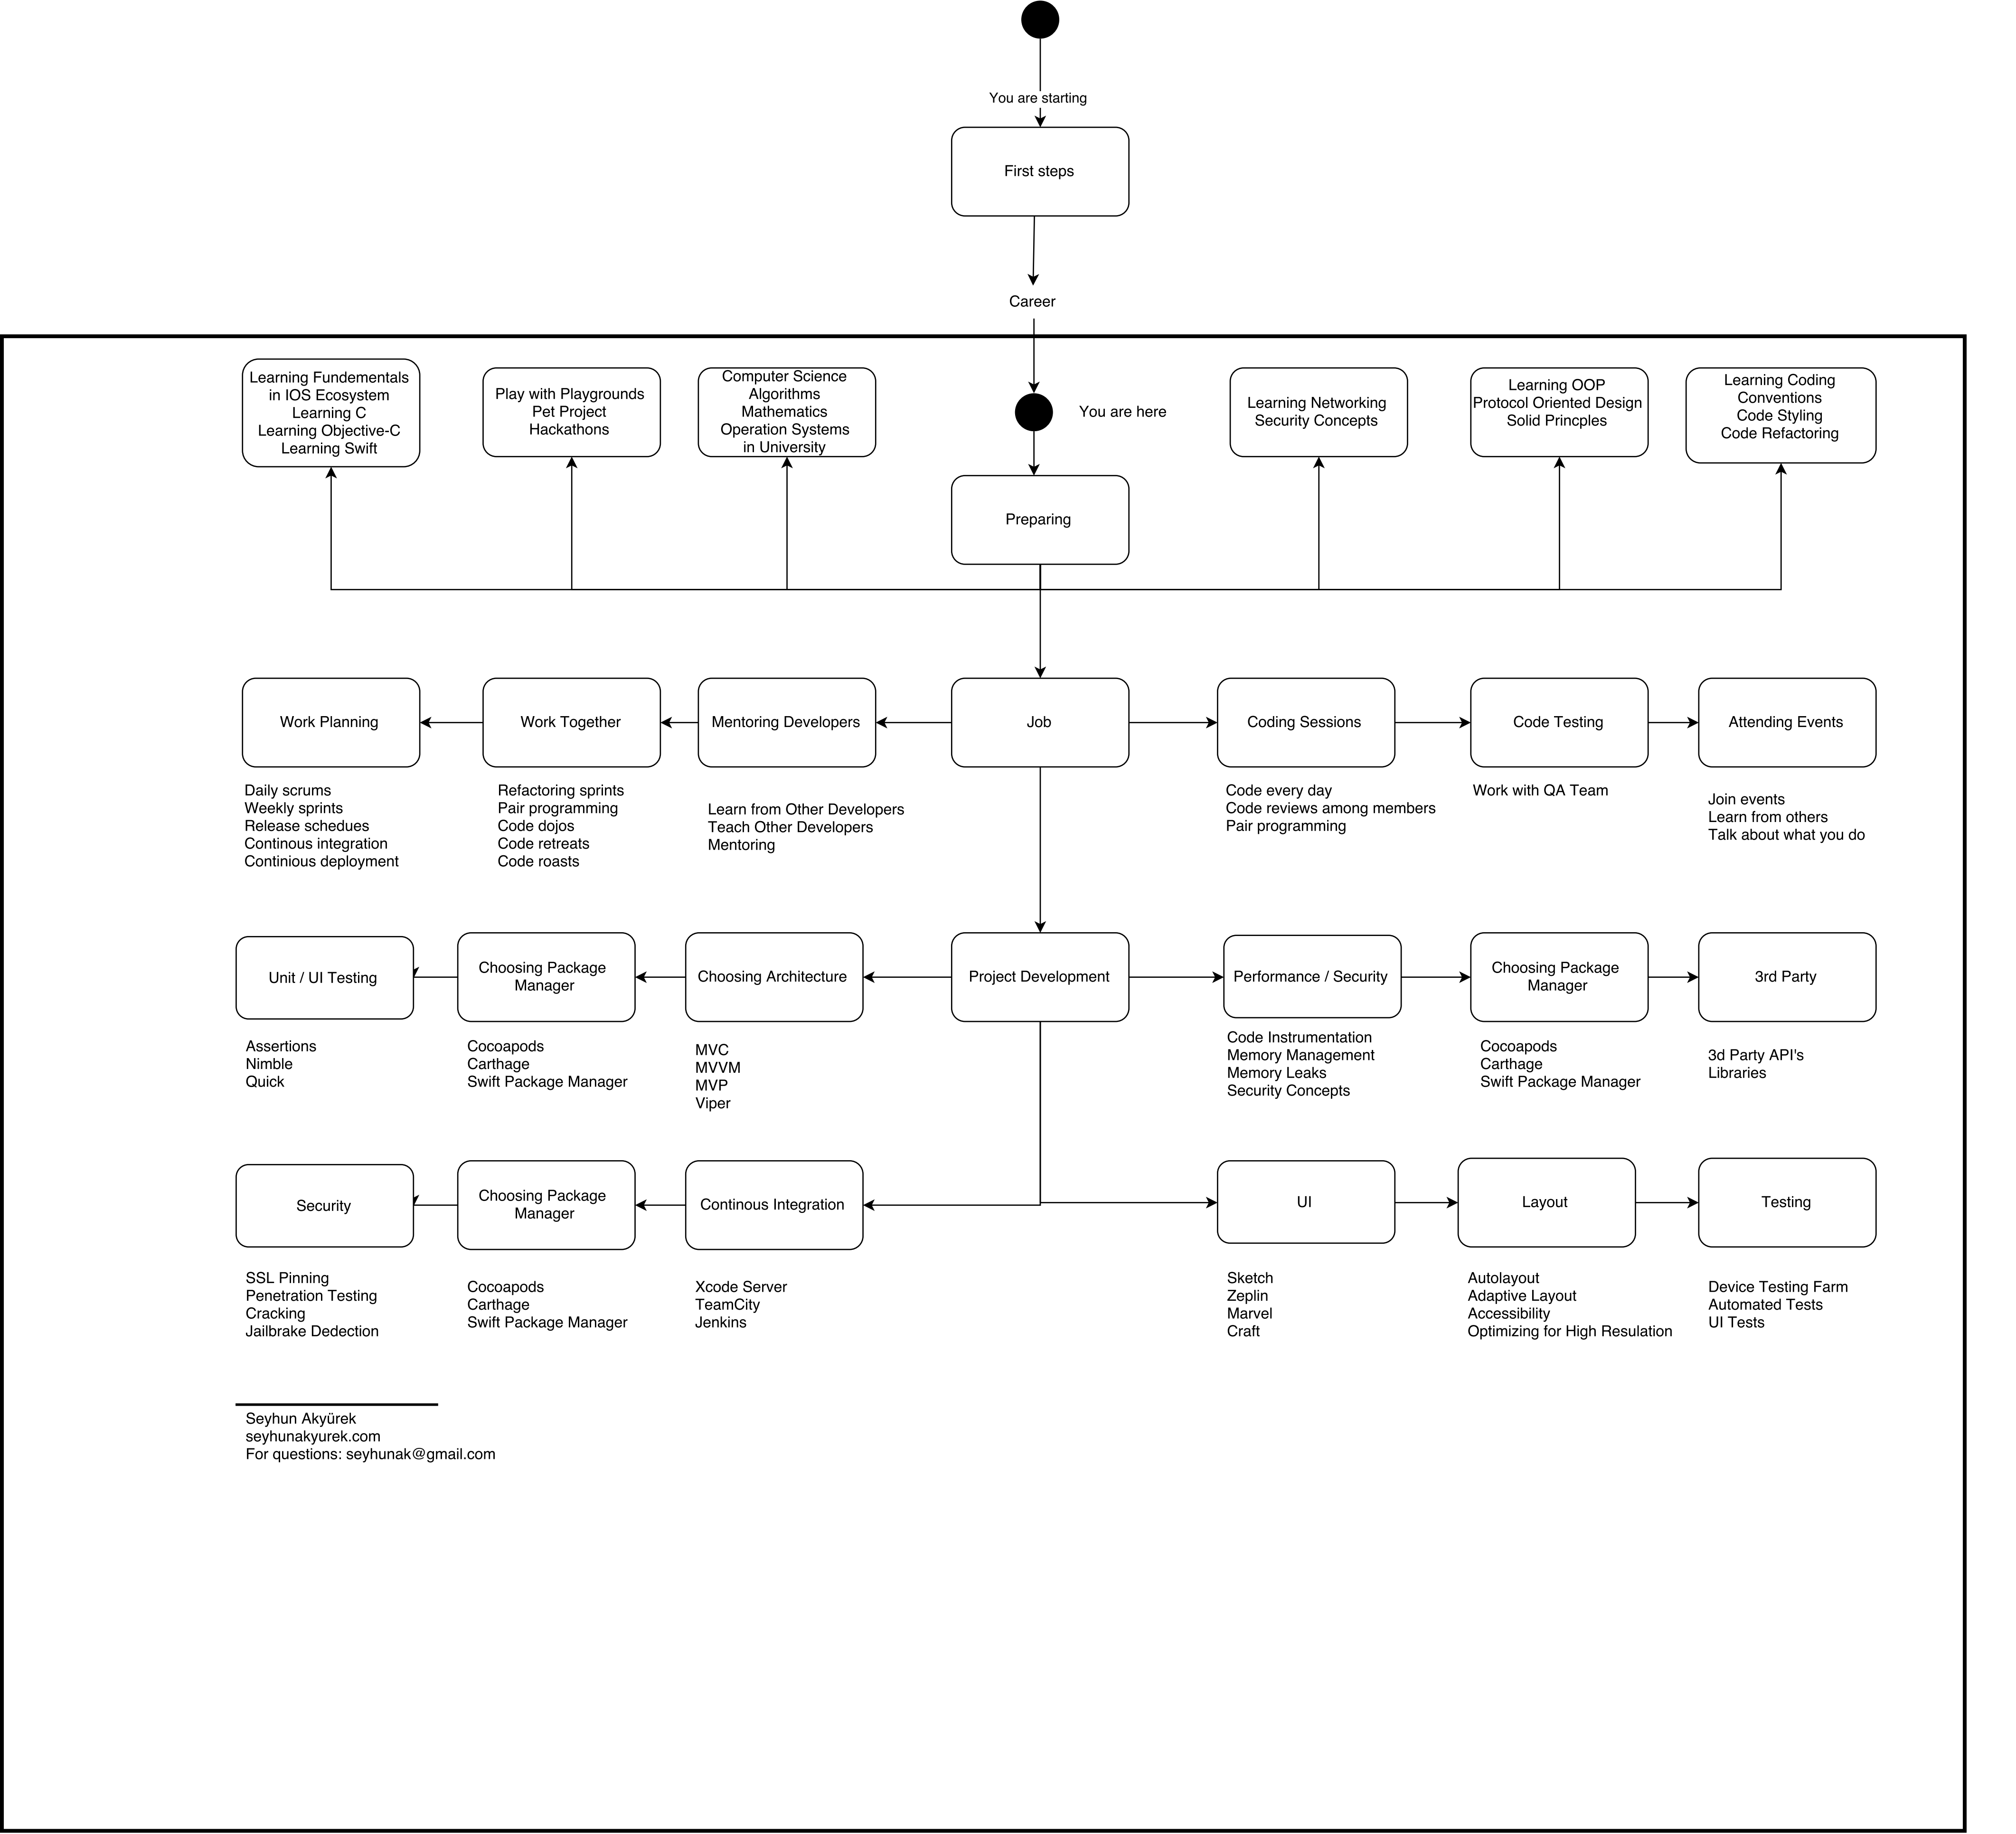 You are starting
First steps
Career
Learning Fundementals
in IOS Ecosystem
Learning C
Learning Objective-C
Learning Swift
Play with Playgrounds
Pet Project
Hackathons
Computer Science
Algorithms
Mathematics
Operation Systems
in University
You are here
Learning Networking
Security Concepts
Learning OOP
Protocol Oriented Design
Solid Princples
Learning Coding
Conventions
Code Styling
Code Refactoring
Preparing
Work Planning
Work Together
Mentoring Developers
Job
Coding Sessions
Code Testing
Attending Events
Daily scrums
Weekly sprints
Release schedues
Continous integration
Continious deployment
Refactoring sprints
Pair programming
Code dojos
Code retreats
Code roasts
Learn from Other Developers
Teach Other Developers
Mentoring
Code every day
Code reviews among members
Pair programming
Work with QA Team
Join events
Learn from others
Talk about what you do
Unit / UI Testing
Choosing Package
Manager
Choosing Architecture
Project Development
Performance / Security
Choosing Package
Manager
3rd Party
Assertions
Nimble
Quick
Cocoapods
Carthage
Swift Package Manager
MVC
MVVM
MVP
Viper
Code Instrumentation
Memory Management
Memory Leaks
Security Concepts
Cocoapods
Carthage
Swift Package Manager
3d Party API's
Libraries
Security
Choosing Package
Manager
Continous Integration
UI
Layout
Testing
SSL Pinning
Penetration Testing
Cracking
Jailbrake Dedection
Cocoapods
Carthage
Swift Package Manager
Xcode Server
TeamCity
Jenkins
Sketch
Zeplin
Marvel
Craft
Autolayout
Adaptive Layout
Accessibility
Optimizing for High Resulation
Device Testing Farm
Automated Tests
UI Tests
Seyhun Akyürek
seyhunakyurek.com
For questions: seyhunak@gmail.com